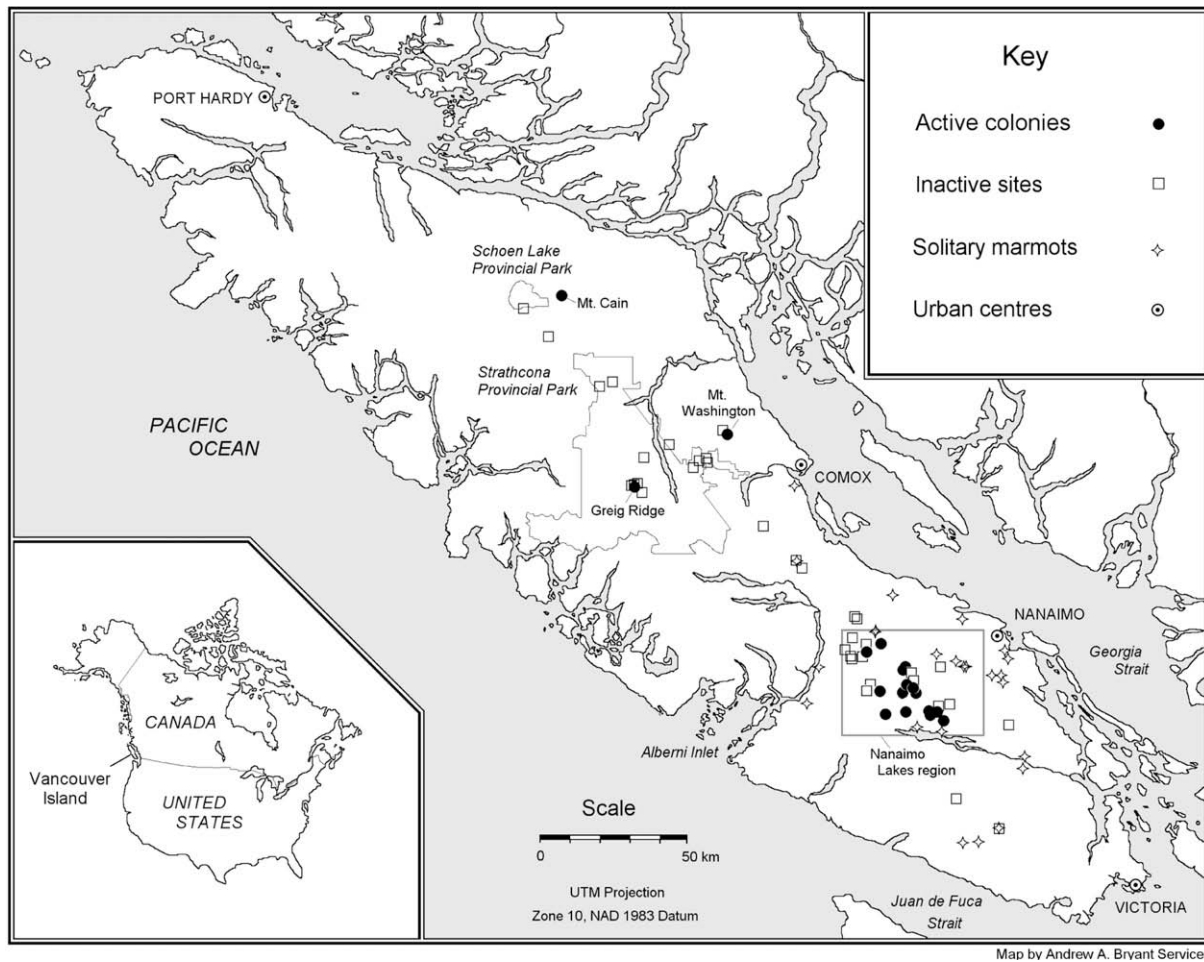 Key
Active colonies
Inactive sites
Solitary marmots
Urban centres
PORT HARDY
Schoen Lake
Provincial Park
Mt. Cain
Strathcona
Provincial Park
Mt.
Washington
PACIFIC
OCEAN
COMOX
Greig Ridge
NANAIMO
Georgia
Strait
Alberni Inlet
Nanaimo
Lakes region
CANADA
Vancouver
Island
UNITED
STATES
Scale
0 50 km
UTM Projection
Zone 10, NAD 1983 Datum
Juan de Fuca
Strait
VICTORIA
Map by Andrew A. Bryant Service